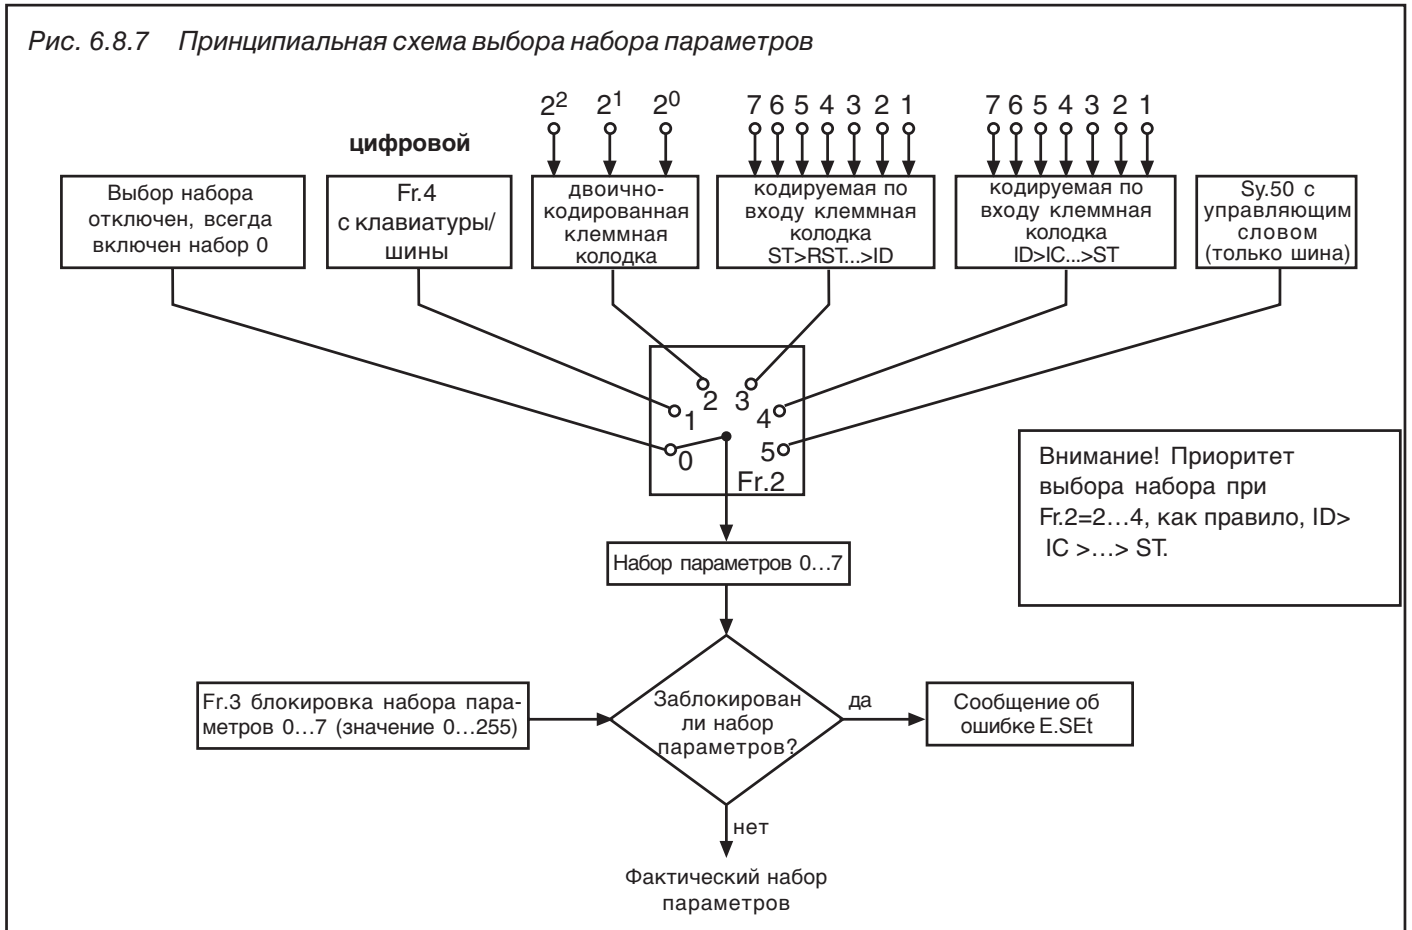 Рис. 6.8.7 Принципиальная схема выбора набора параметров
2² 2¹ 2⁰
7 6 5 4 3 2 1
7 6 5 4 3 2 1
цифровой
Выбор набора
отключен, всегда
включен набор 0
Fr.4
с клавиатуры/
шины
двоично-
кодированная
клеммная
колодка
кодируемая по
входу клеммная
колодка
ST>RST...>ID
кодируемая по
входу клеммная
колодка
ID>IC...>ST
Sy.50 с
управляющим
словом
(только шина)
2 3
1 4
0 5
Fr.2
Внимание! Приоритет
выбора набора при
Fr.2=2…4, как правило, ID>
IC >…> ST.
Набор параметров 0…7
Fr.3 блокировка набора пара-
метров 0…7 (значение 0…255)
Заблокирован
ли набор
параметров?
да
Сообщение об
ошибке E.SEt
нет
Фактический набор
параметров